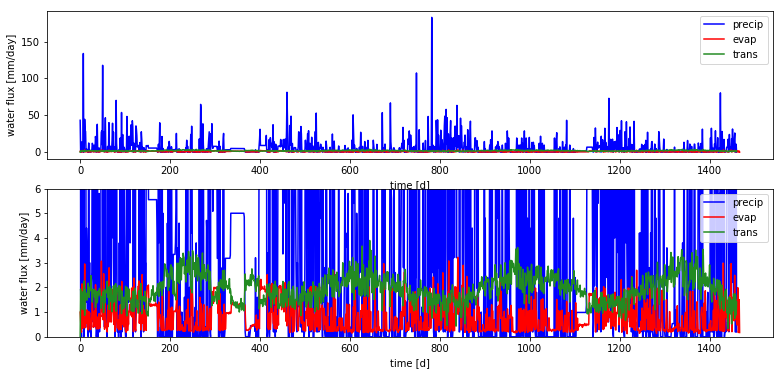 water flux [mm/day]
150
100
50
0
precip
evap
trans
0 200 400 600 800 1000 1200 1400
time [d]
water flux [mm/day]
6
5
4
3
2
1
0
precip
evap
trans
0 200 400 600 800 1000 1200 1400
time [d]